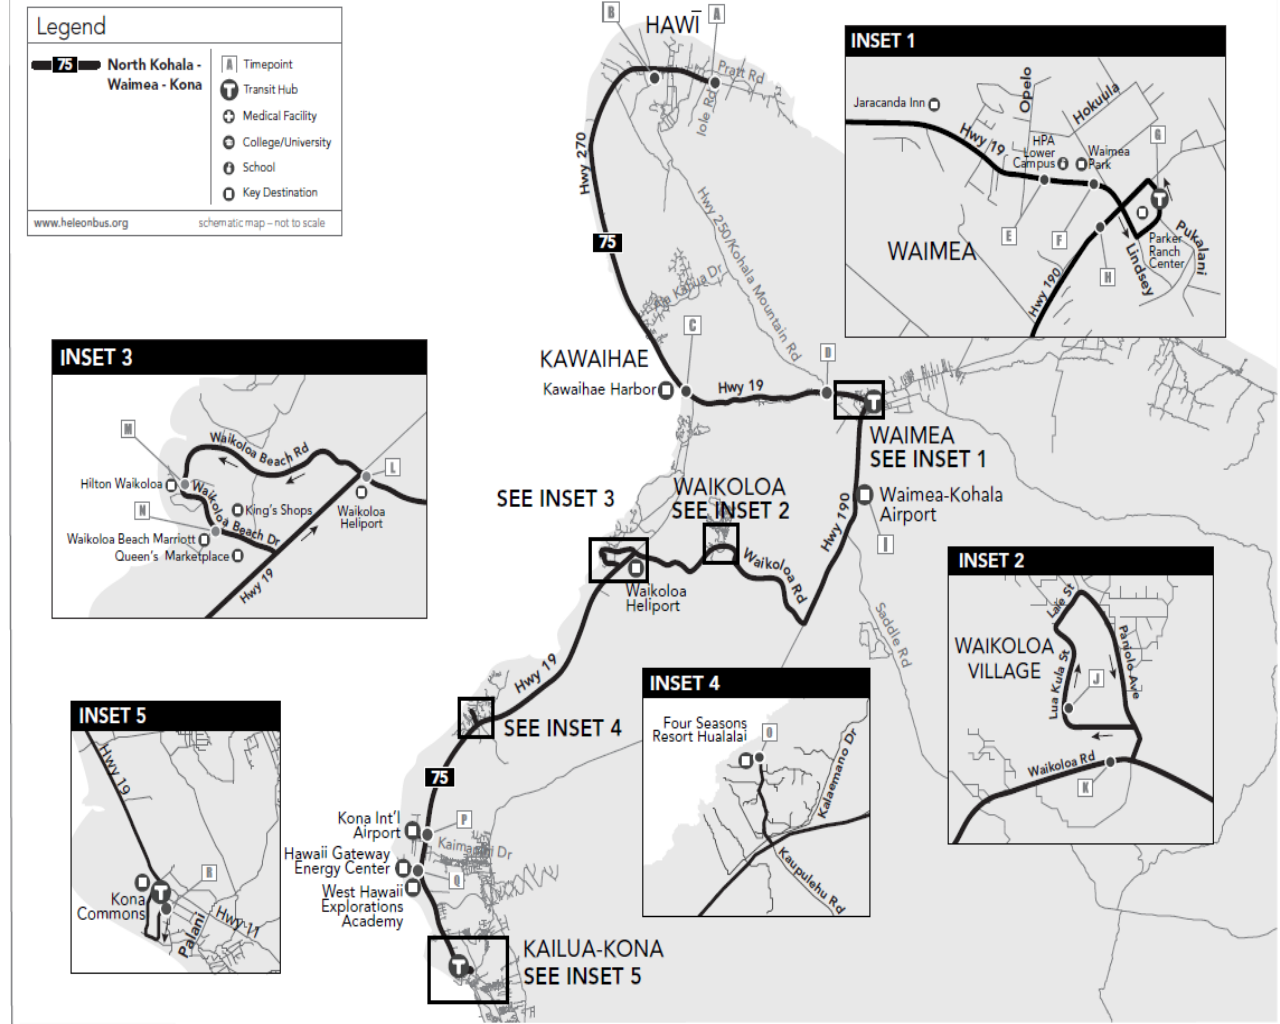 Legend
75
North Kohala -
Waimea - Kona
A Timepoint
T Transit Hub
Medical Facility
College/University
School
Key Destination
www.heleonbus.org
schematic map – not to scale
B
A
HAWĪ
Pratt Rd
Iole Rd
Hwy 270
75
Hwy 250/Kohala Mountain Rd
C
KAWAIHAE
Kawaihae Harbor
Hwy 19
D
T
WAIMEA
SEE INSET 1
Waimea-Kohala
Airport
I
Hwy 190
SEE INSET 3
WAIKOLOA
SEE INSET 2
Waikoloa Rd
Waikoloa
Heliport
Saddle Rd
Hwy 19
SEE INSET 4
75
Kona Int'l
Airport
P
Hawaii Gateway
Energy Center
Q
West Hawaii
Explorations
Academy
T
KAILUA-KONA
SEE INSET 5
INSET 1
Jaracanda Inn
Opelo
Hokuula
Hwy 19
HPA
Lower
Campus
Waimea
Park
G
T
E
F
H
WAIMEA
Hwy 190
Lindsey
Parker
Ranch
Center
Pukalani
INSET 3
M
Waikoloa Beach Rd
L
Hilton Waikoloa
King's Shops
Waikoloa
Heliport
N
Waikoloa Beach Dr
Waikoloa Beach Marriott
Queen's Marketplace
Hwy 19
INSET 2
Laie St
Paniolo Ave
WAIKOLOA
VILLAGE
Lua Kula St
J
Waikoloa Rd
K
INSET 4
Four Seasons
Resort Hualalai
O
Kalaemano Dr
Kaupulehu Rd
INSET 5
Hwy 19
R
T
Kona
Commons
Palani
Hwy 11